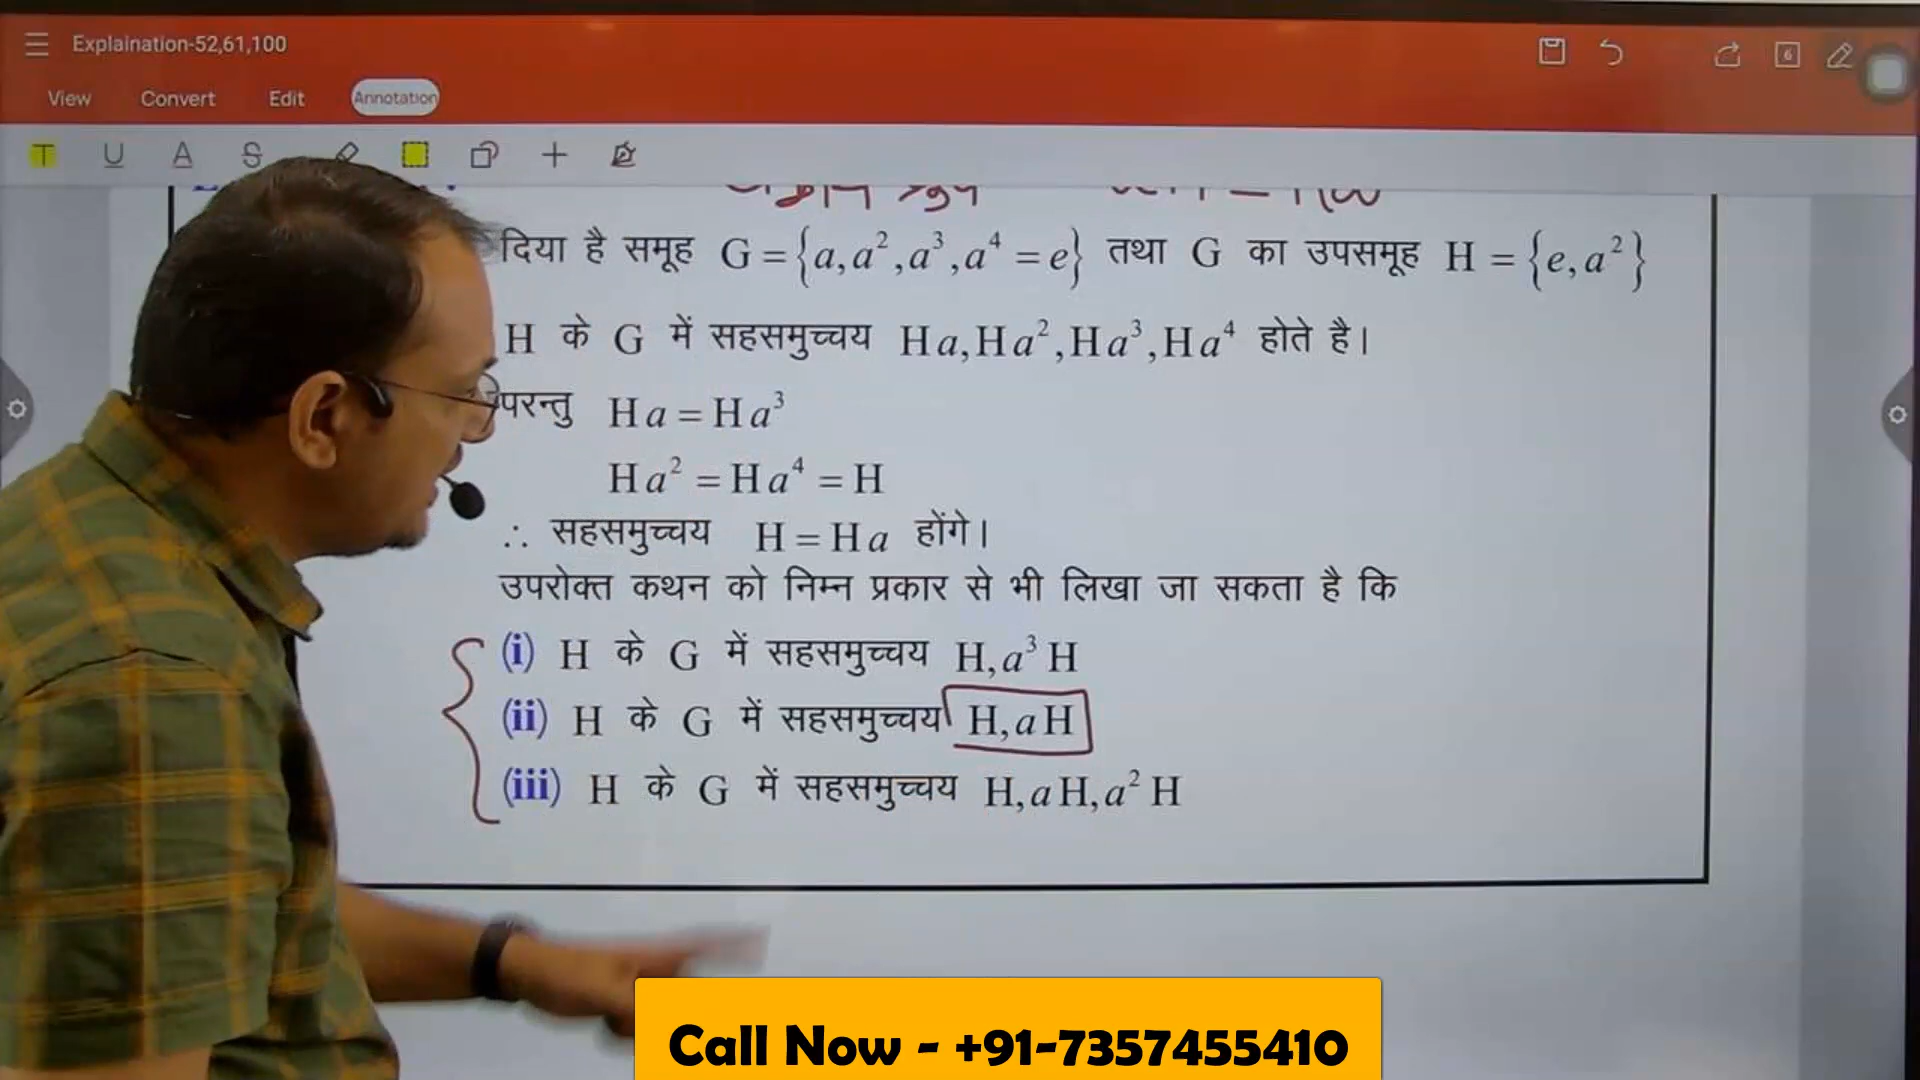 Explaination-52,61,100
6
View Convert Edit Annotation
T U A S
दिया है समूह G = {a, a², a³, a⁴ = e} तथा G का उपसमूह H = {e, a²}
H के G में सहसमुच्चय Ha, Ha², Ha³, Ha⁴ होते है।
परन्तु Ha = Ha³
Ha² = Ha⁴ = H
∴ सहसमुच्चय H = Ha होंगे।
उपरोक्त कथन को निम्न प्रकार से भी लिखा जा सकता है कि
(i) H के G में सहसमुच्चय H, a³H
(ii) H के G में सहसमुच्चय H, aH
(iii) H के G में सहसमुच्चय H, aH, a²H
Call Now - +91-7357455410